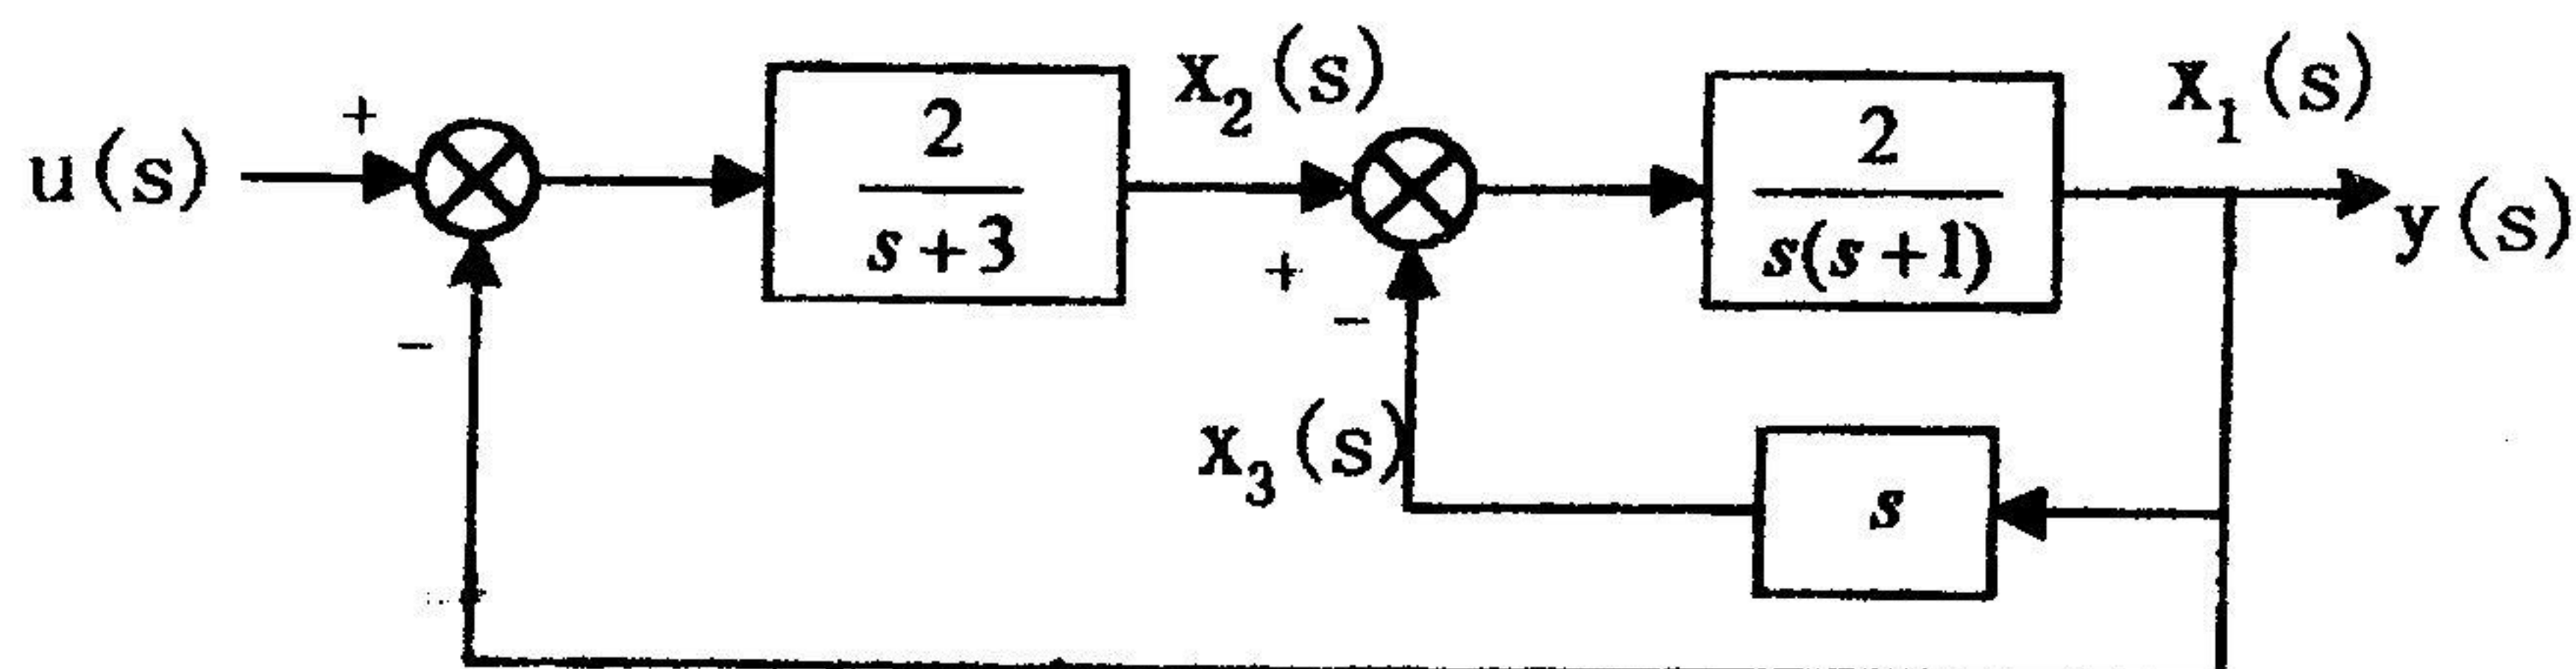 u(s)
+
−
2
s+3
X₂(s)
+
−
2
s(s+1)
X₁(s)
y(s)
X₃(s)
s